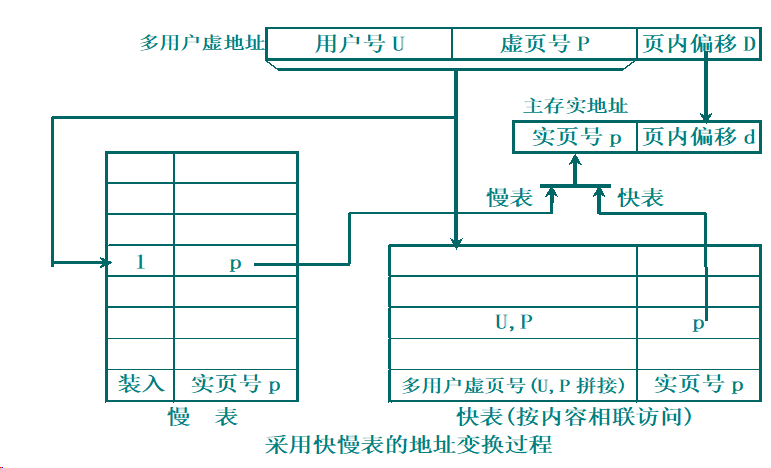 多用户虚地址 用户号 U 虚页号 P 页内偏移 D
主存实地址
实页号 p 页内偏移 d
慢表 快表
1 p
U, P p
装入 实页号 p 多用户虚页号(U, P 拼接) 实页号 p
慢 表 快表(按内容相联访问)
采用快慢表的地址变换过程